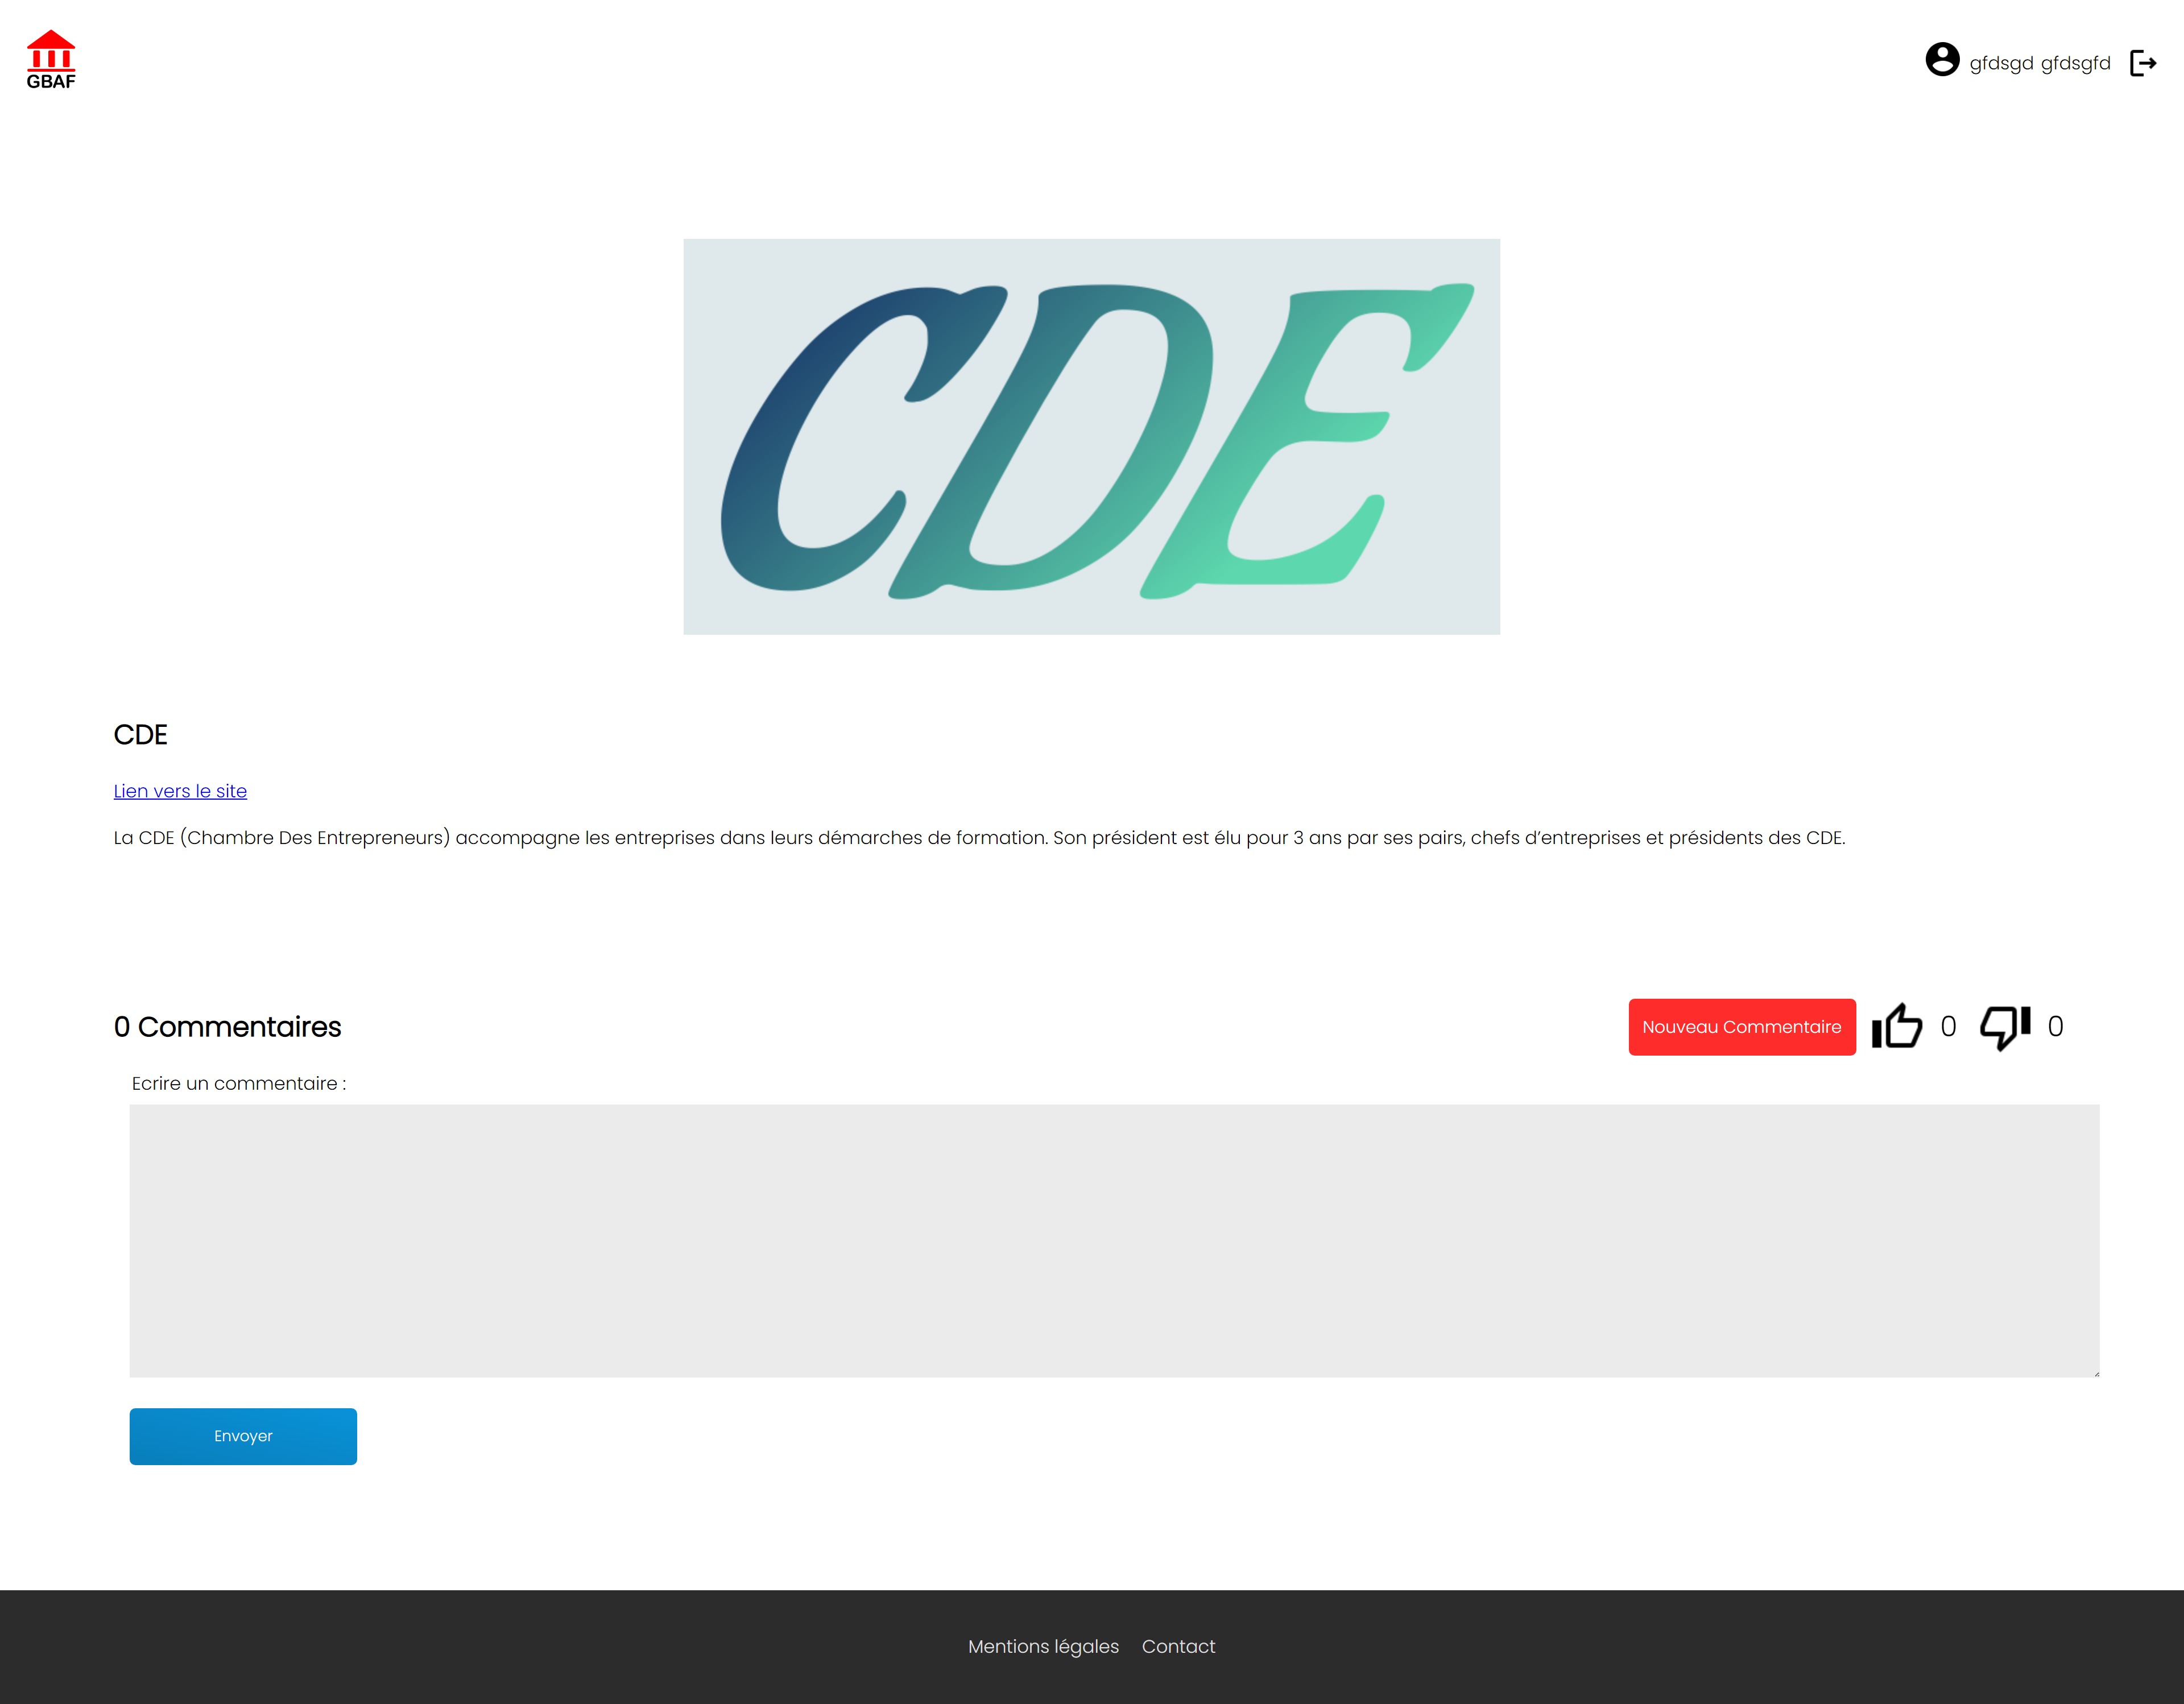 GBAF
gfdsgd gfdsgfd
CDE
CDE
Lien vers le site
La CDE (Chambre Des Entrepreneurs) accompagne les entreprises dans leurs démarches de formation. Son président est élu pour 3 ans par ses pairs, chefs d’entreprises et présidents des CDE.
0 Commentaires
Nouveau Commentaire 0 0
Ecrire un commentaire :
Envoyer
Mentions légales Contact